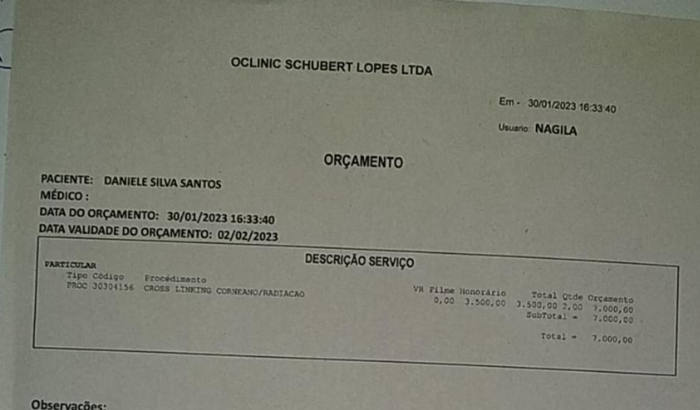 OCLINIC SCHUBERT LOPES LTDA
Em - 30/01/2023 16:33:40
Usuario: NAGILA
ORÇAMENTO
PACIENTE: DANIELE SILVA SANTOS
MÉDICO :
DATA DO ORÇAMENTO: 30/01/2023 16:33:40
DATA VALIDADE DO ORÇAMENTO: 02/02/2023
DESCRIÇÃO SERVIÇO
PARTICULAR
Tipo Código Procedimento VR Filme Honorário Total Qtde Orçamento
PROC 30304156 CROSS LINKING CORNEANO/RADIACAO 0,00 3.500,00 3.500,00 2,00 7.000,00
SubTotal = 7.000,00
Total = 7.000,00
Observações: